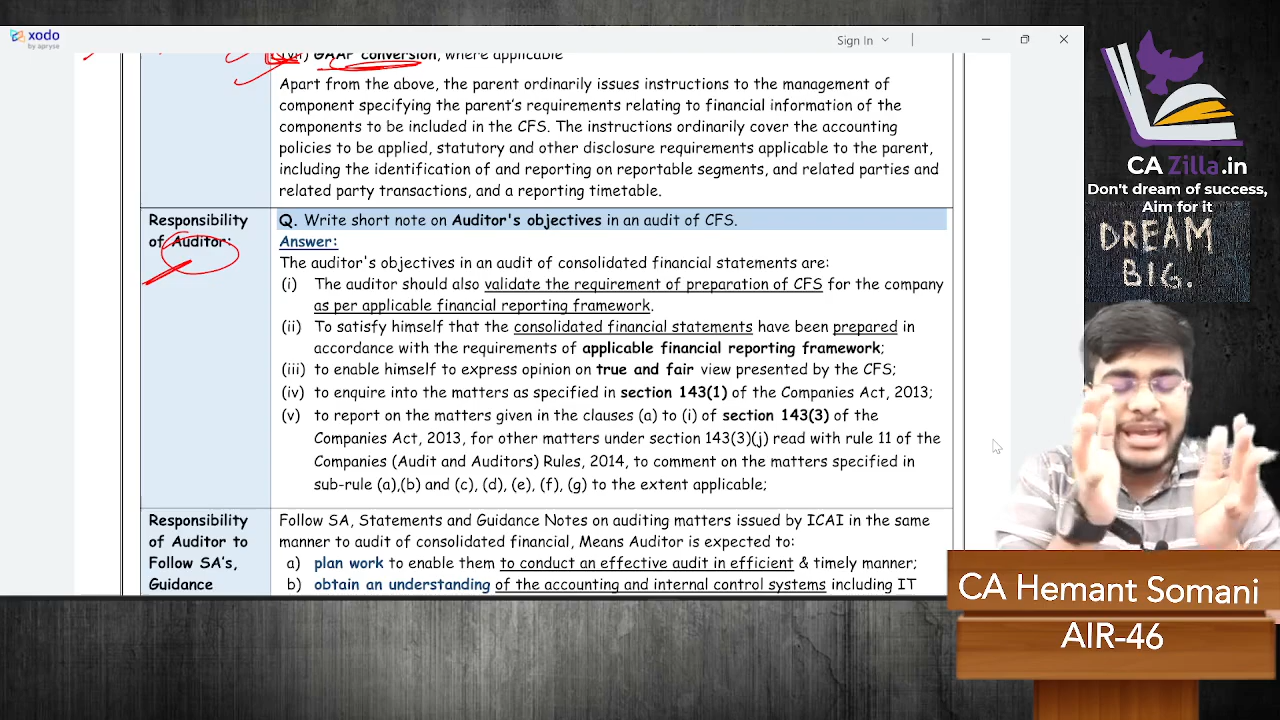 xodo
by apryse
Sign In
(vii) GAAP conversion, where applicable
Apart from the above, the parent ordinarily issues instructions to the management of
component specifying the parent's requirements relating to financial information of the
components to be included in the CFS. The instructions ordinarily cover the accounting
policies to be applied, statutory and other disclosure requirements applicable to the parent,
including the identification of and reporting on reportable segments, and related parties and
related party transactions, and a reporting timetable.
Responsibility
of Auditor:
Q. Write short note on Auditor's objectives in an audit of CFS.
Answer:
The auditor's objectives in an audit of consolidated financial statements are:
(i) The auditor should also validate the requirement of preparation of CFS for the company
as per applicable financial reporting framework.
(ii) To satisfy himself that the consolidated financial statements have been prepared in
accordance with the requirements of applicable financial reporting framework;
(iii) to enable himself to express opinion on true and fair view presented by the CFS;
(iv) to enquire into the matters as specified in section 143(1) of the Companies Act, 2013;
(v) to report on the matters given in the clauses (a) to (i) of section 143(3) of the
Companies Act, 2013, for other matters under section 143(3)(j) read with rule 11 of the
Companies (Audit and Auditors) Rules, 2014, to comment on the matters specified in
sub-rule (a),(b) and (c), (d), (e), (f), (g) to the extent applicable;
Responsibility
of Auditor to
Follow SA's,
Guidance
Follow SA, Statements and Guidance Notes on auditing matters issued by ICAI in the same
manner to audit of consolidated financial, Means Auditor is expected to:
a) plan work to enable them to conduct an effective audit in efficient & timely manner;
b) obtain an understanding of the accounting and internal control systems including IT
CA Zilla.in
Don't dream of success,
Aim for it
DREAM
BIG.
CA Hemant Somani
AIR-46